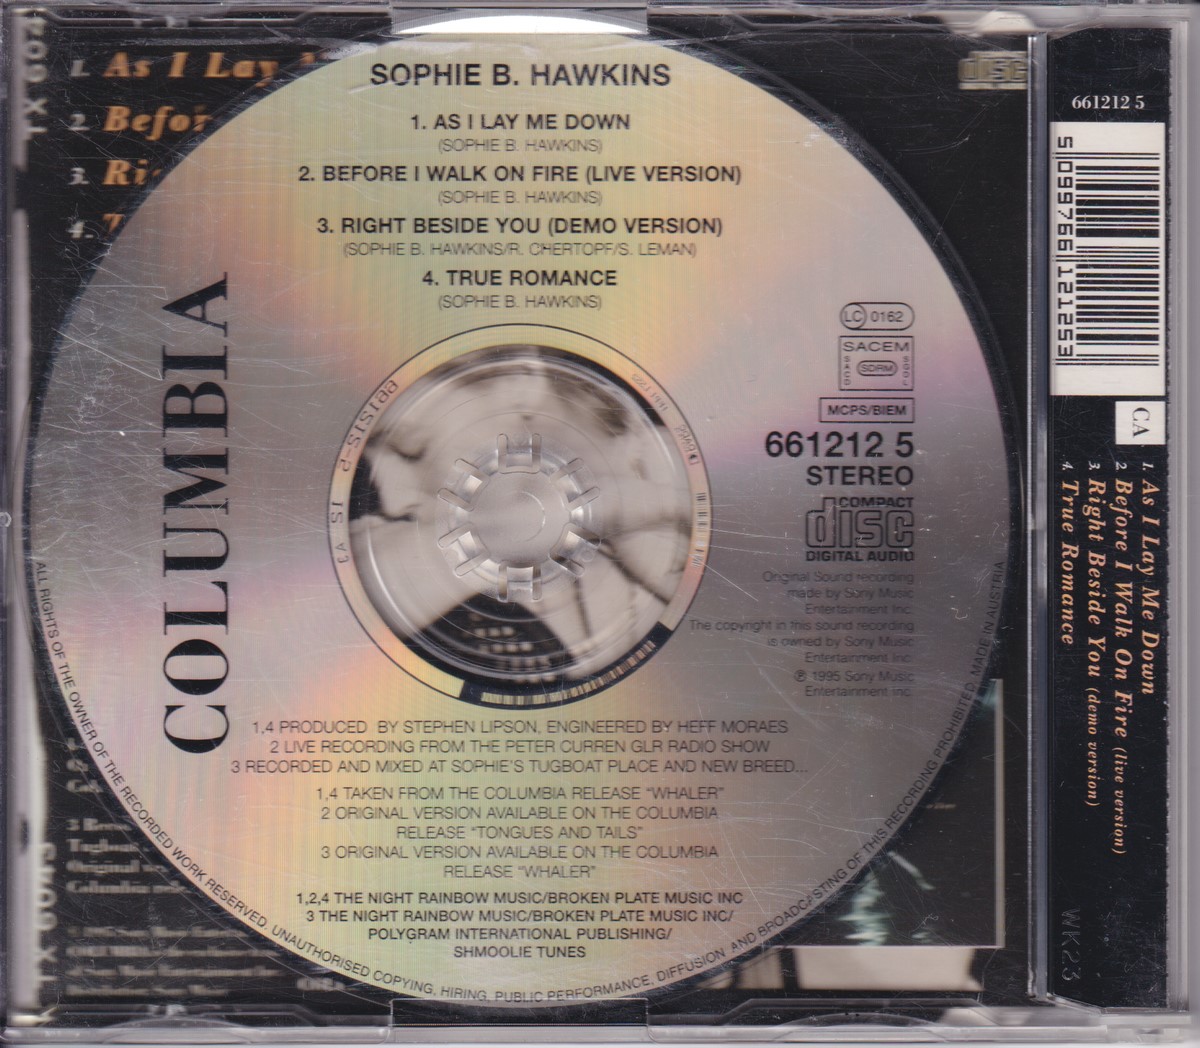 SOPHIE B. HAWKINS
1. AS I LAY ME DOWN
(SOPHIE B. HAWKINS)
2. BEFORE I WALK ON FIRE (LIVE VERSION)
(SOPHIE B. HAWKINS)
3. RIGHT BESIDE YOU (DEMO VERSION)
(SOPHIE B. HAWKINS/R. CHERTOFF/S. LEMAN)
4. TRUE ROMANCE
(SOPHIE B. HAWKINS)
COLUMBIA
LC 0162
SACEM
SACD
SDRM
SGDL
MCPS/BIEM
661212 5
STEREO
COMPACT
disc
DIGITAL AUDIO
Original Sound recording
made by Sony Music
Entertainment Inc.
The copyright in this sound recording
is owned by Sony Music
Entertainment Inc.
℗ 1995 Sony Music
Entertainment inc.
1,4 PRODUCED BY STEPHEN LIPSON, ENGINEERED BY HEFF MORAES
2 LIVE RECORDING FROM THE PETER CURREN GLR RADIO SHOW
3 RECORDED AND MIXED AT SOPHIE'S TUGBOAT PLACE AND NEW BREED...
1,4 TAKEN FROM THE COLUMBIA RELEASE "WHALER"
2 ORIGINAL VERSION AVAILABLE ON THE COLUMBIA
RELEASE "TONGUES AND TAILS"
3 ORIGINAL VERSION AVAILABLE ON THE COLUMBIA
RELEASE "WHALER"
1,2,4 THE NIGHT RAINBOW MUSIC/BROKEN PLATE MUSIC INC
3 THE NIGHT RAINBOW MUSIC/BROKEN PLATE MUSIC INC/
POLYGRAM INTERNATIONAL PUBLISHING/
SHMOOLIE TUNES
ALL RIGHTS OF THE OWNER OF THE RECORDED WORK RESERVED. UNAUTHORISED COPYING, HIRING, PUBLIC PERFORMANCE, DIFFUSION, AND BROADCASTING OF THIS RECORDING PROHIBITED. MADE IN AUSTRIA
1. As I Lay
2.
3.
4.
disc
661212 5
5 099766 121253
CA
1. As I Lay Me Down
2 Before I Walk On Fire (live version)
3. Right Beside You (demo version)
4. True Romance
WK23